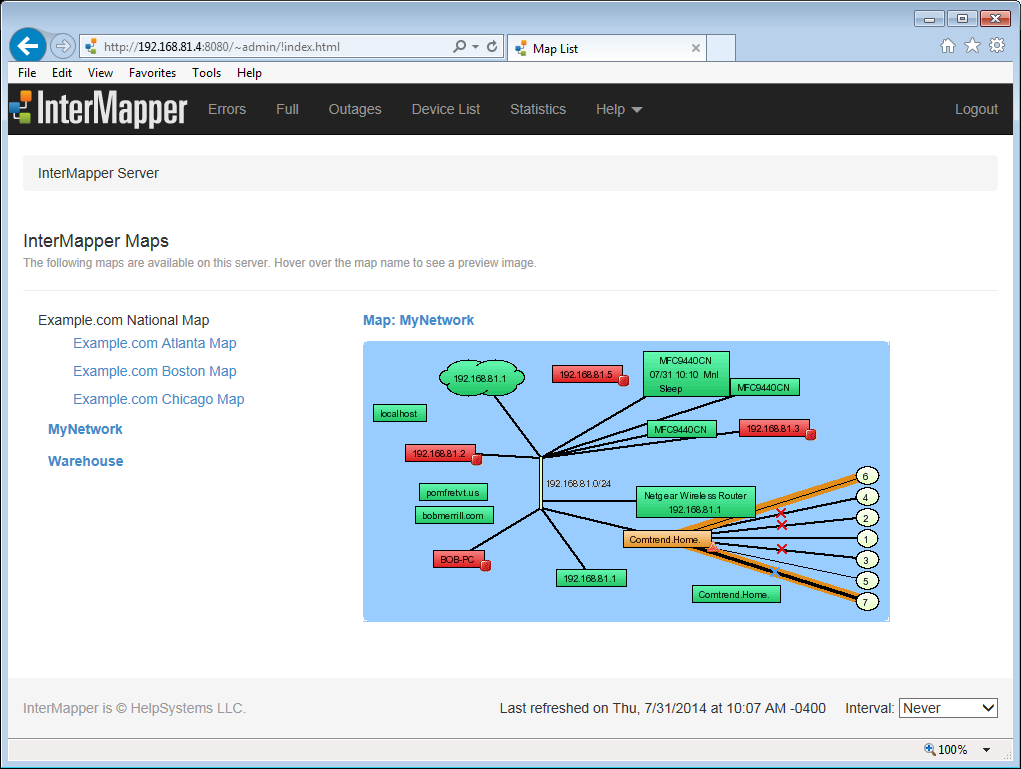 http://192.168.81.4:8080/~admin/!index.html
Map List
File Edit View Favorites Tools Help
InterMapper Errors Full Outages Device List Statistics Help Logout
InterMapper Server
InterMapper Maps
The following maps are available on this server. Hover over the map name to see a preview image.
Example.com National Map
Example.com Atlanta Map
Example.com Boston Map
Example.com Chicago Map
MyNetwork
Warehouse
Map: MyNetwork
192.168.81.1
192.168.81.5
MFC9440CN
07/31 10:10 Mnl
Sleep
MFC9440CN
localhost
MFC9440CN
192.168.81.3
192.168.81.2
192.168.81.0/24
pomfretvt.us
Netgear Wireless Router
192.168.81.1
bobmerrill.com
Comtrend.Home.
BOB-PC
192.168.81.1
Comtrend.Home.
6
4
2
1
3
5
7
InterMapper is © HelpSystems LLC.
Last refreshed on Thu, 7/31/2014 at 10:07 AM -0400 Interval: Never
100%